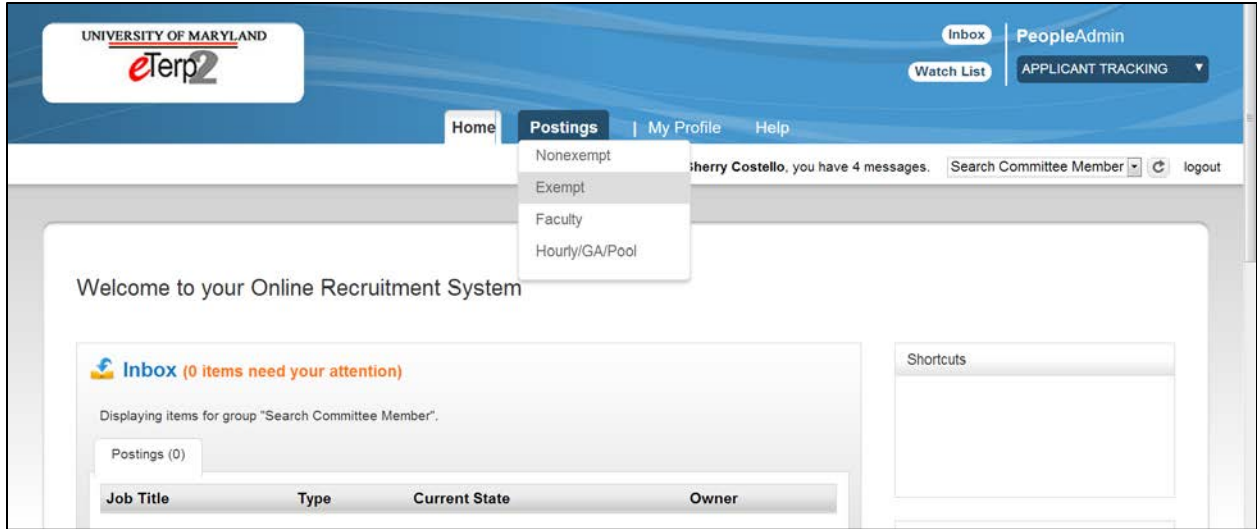 UNIVERSITY OF MARYLAND
eTerp2
Inbox
PeopleAdmin
Watch List
APPLICANT TRACKING
Home Postings | My Profile Help
Nonexempt
Exempt
Faculty
Hourly/GA/Pool
Sherry Costello, you have 4 messages. Search Committee Member logout
Welcome to your Online Recruitment System
Inbox (0 items need your attention)
Shortcuts
Displaying items for group "Search Committee Member".
Postings (0)
Job Title Type Current State Owner